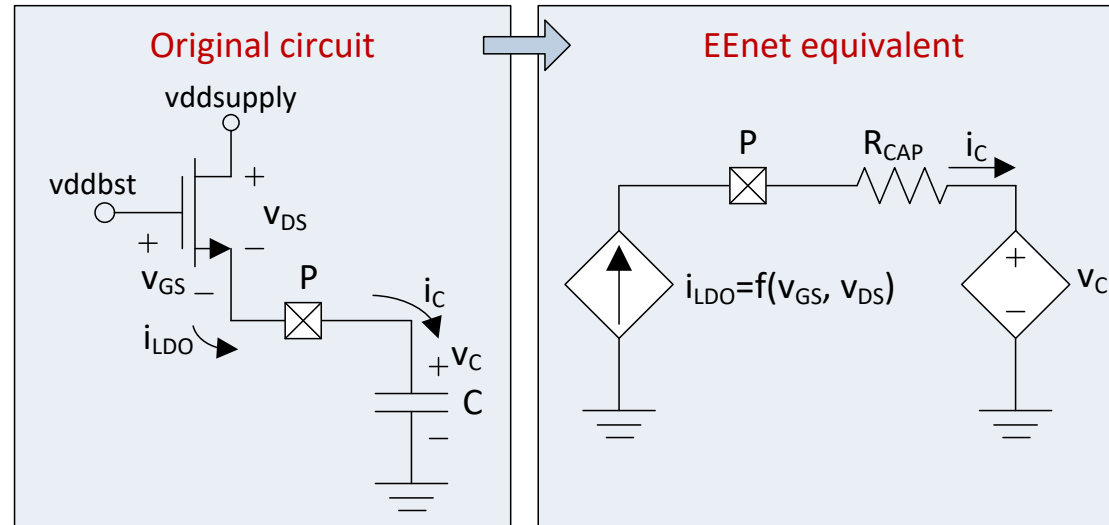 Original circuit
vddsupply
vddbst
+
vDS
−
+
vGS
−
P
iC
iLDO
+
vC
C
−
EEnet equivalent
P
RCAP
iC
iLDO=f(vGS, vDS)
+
−
vC